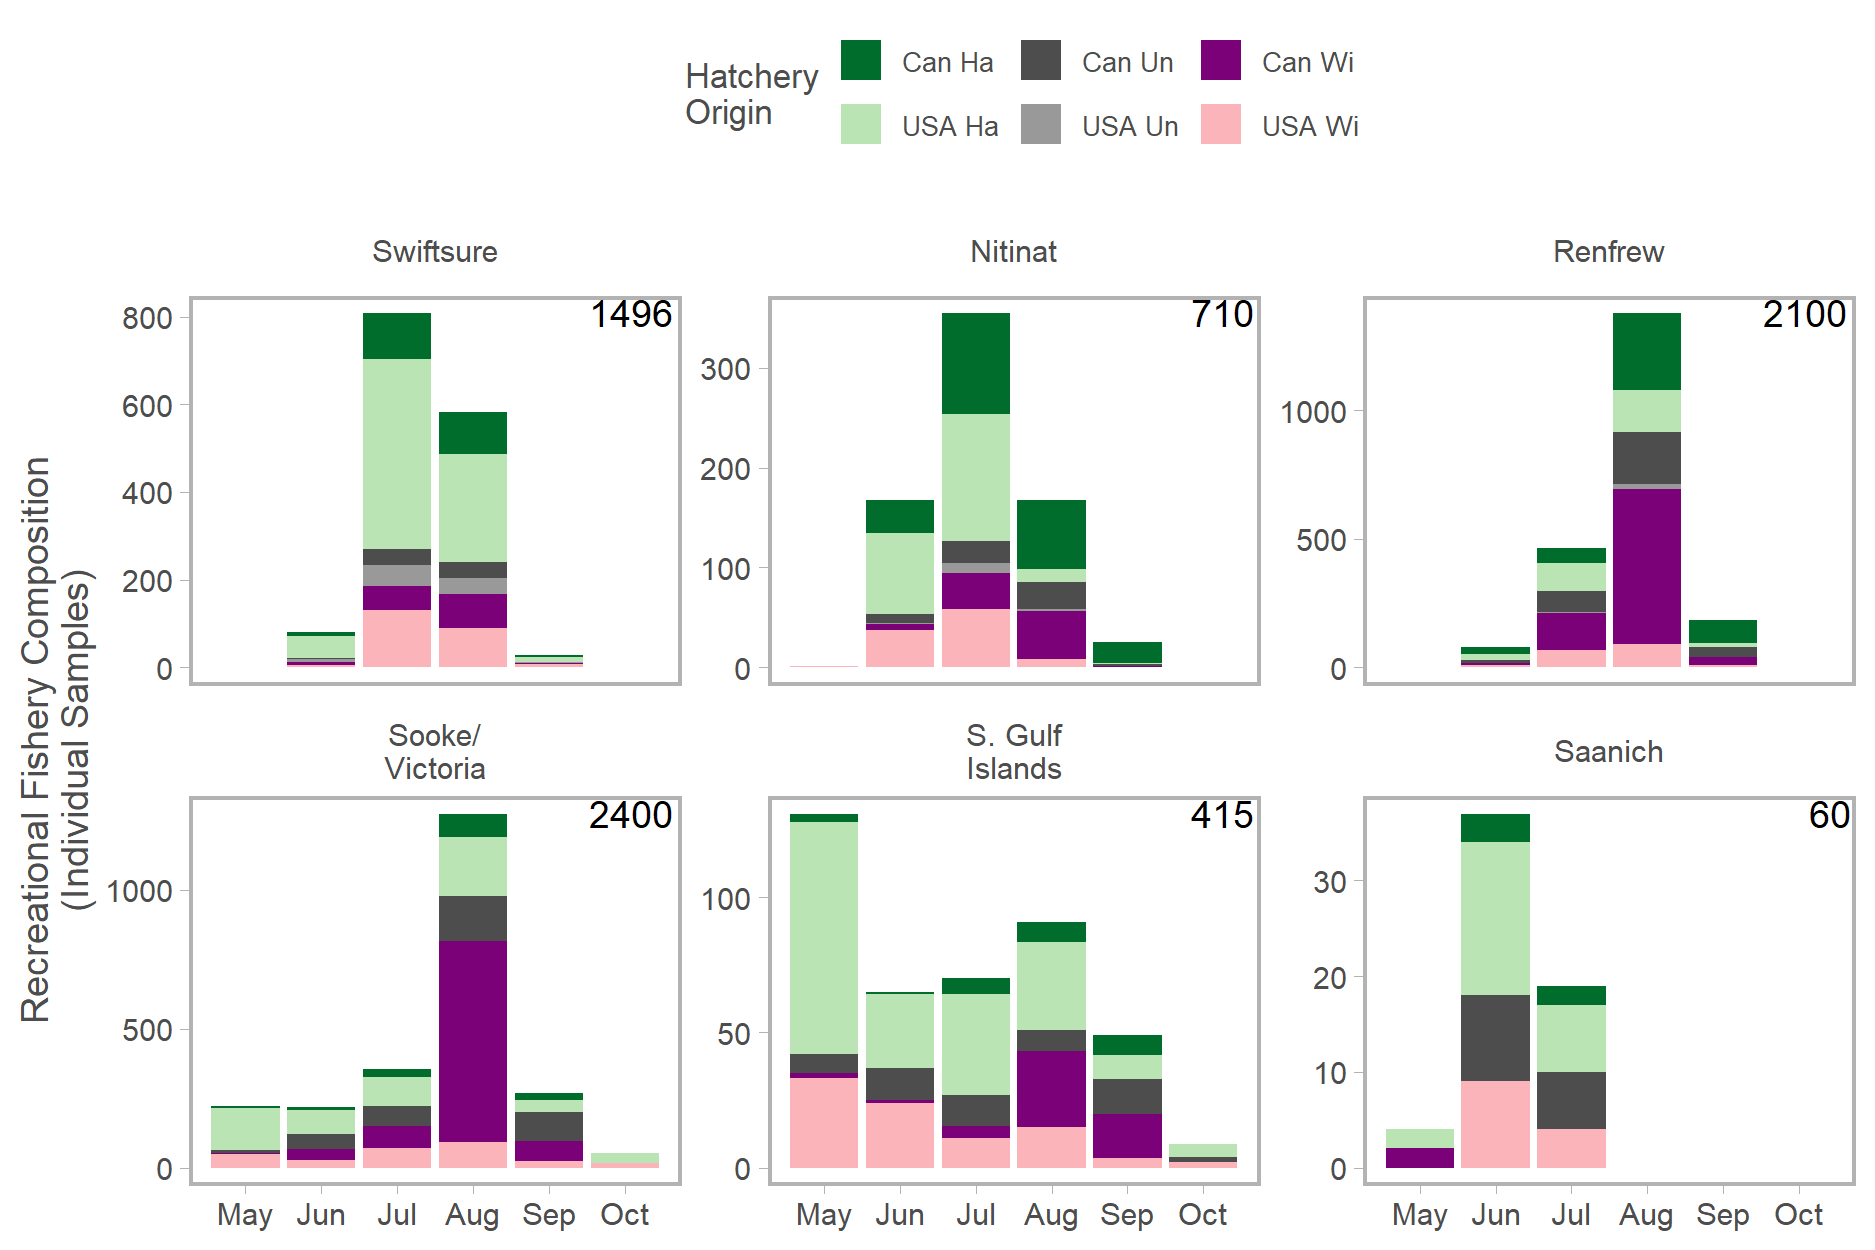 Hatchery
Origin
Can Ha
Can Un
Can Wi
USA Ha
USA Un
USA Wi
Recreational Fishery Composition
(Individual Samples)
Swiftsure
1496
800
600
400
200
0
Nitinat
710
300
200
100
0
Renfrew
2100
1000
500
0
Sooke/
Victoria
2400
1000
500
0
May Jun Jul Aug Sep Oct
S. Gulf
Islands
415
100
50
0
May Jun Jul Aug Sep Oct
Saanich
60
30
20
10
0
May Jun Jul Aug Sep Oct